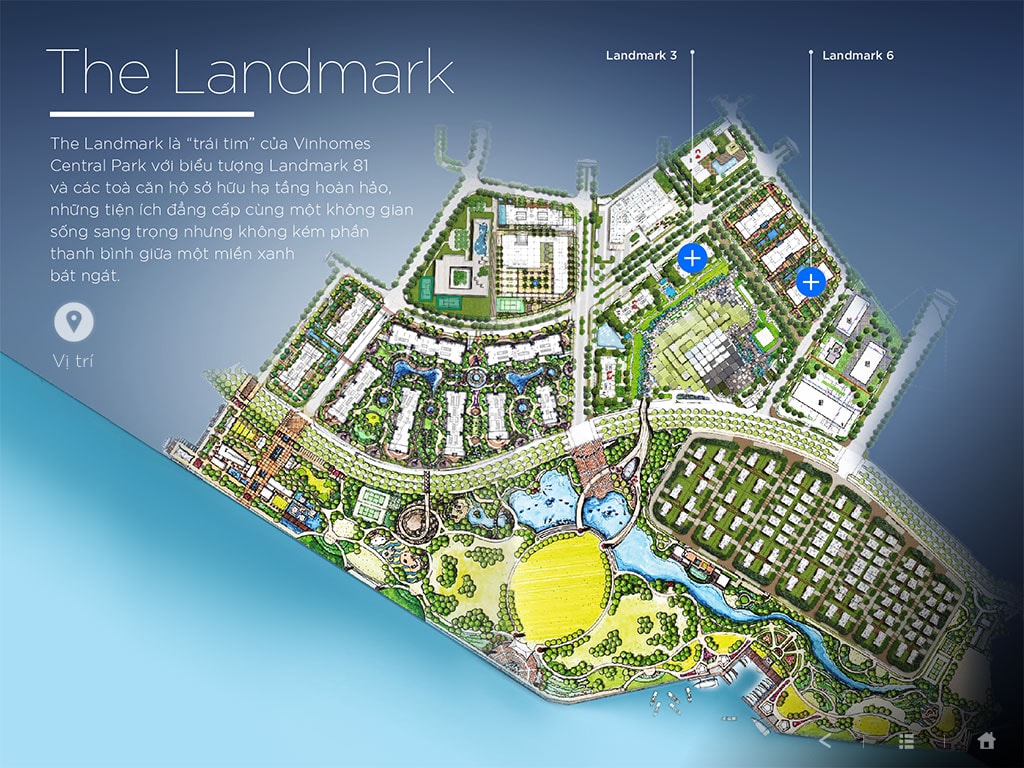 The Landmark
Landmark 3
Landmark 6
The Landmark là “trái tim” của Vinhomes
Central Park với biểu tượng Landmark 81
và các toà căn hộ sở hữu hạ tầng hoàn hảo,
những tiện ích đẳng cấp cùng một không gian
sống sang trọng nhưng không kém phần
thanh bình giữa một miền xanh
bát ngát.
Vị trí